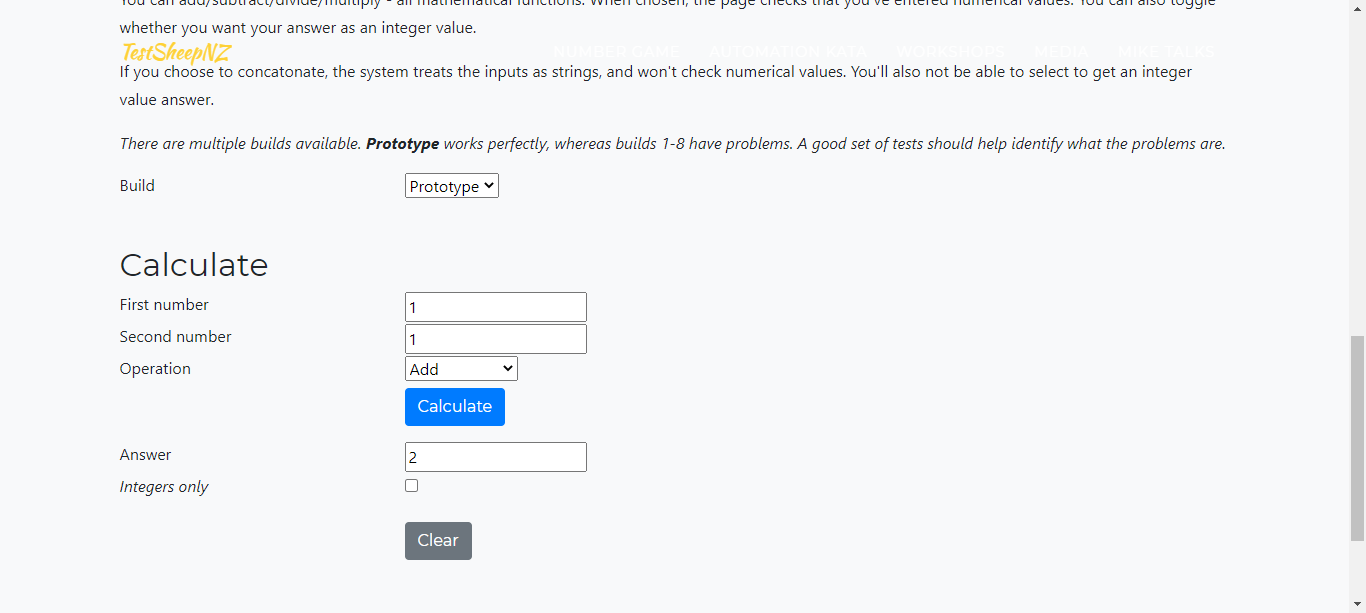 You can add/subtract/divide/multiply - all mathematical functions. When chosen, the page checks that you've entered numerical values. You can also toggle
whether you want your answer as an integer value.
TestSheepNZ NUMBER GAME AUTOMATION KATA WORKSHOPS MEDIA MIKE TALKS
If you choose to concatonate, the system treats the inputs as strings, and won't check numerical values. You'll also not be able to select to get an integer
value answer.
There are multiple builds available. Prototype works perfectly, whereas builds 1-8 have problems. A good set of tests should help identify what the problems are.
Build Prototype
Calculate
First number 1
Second number 1
Operation Add
Calculate
Answer 2
Integers only
Clear